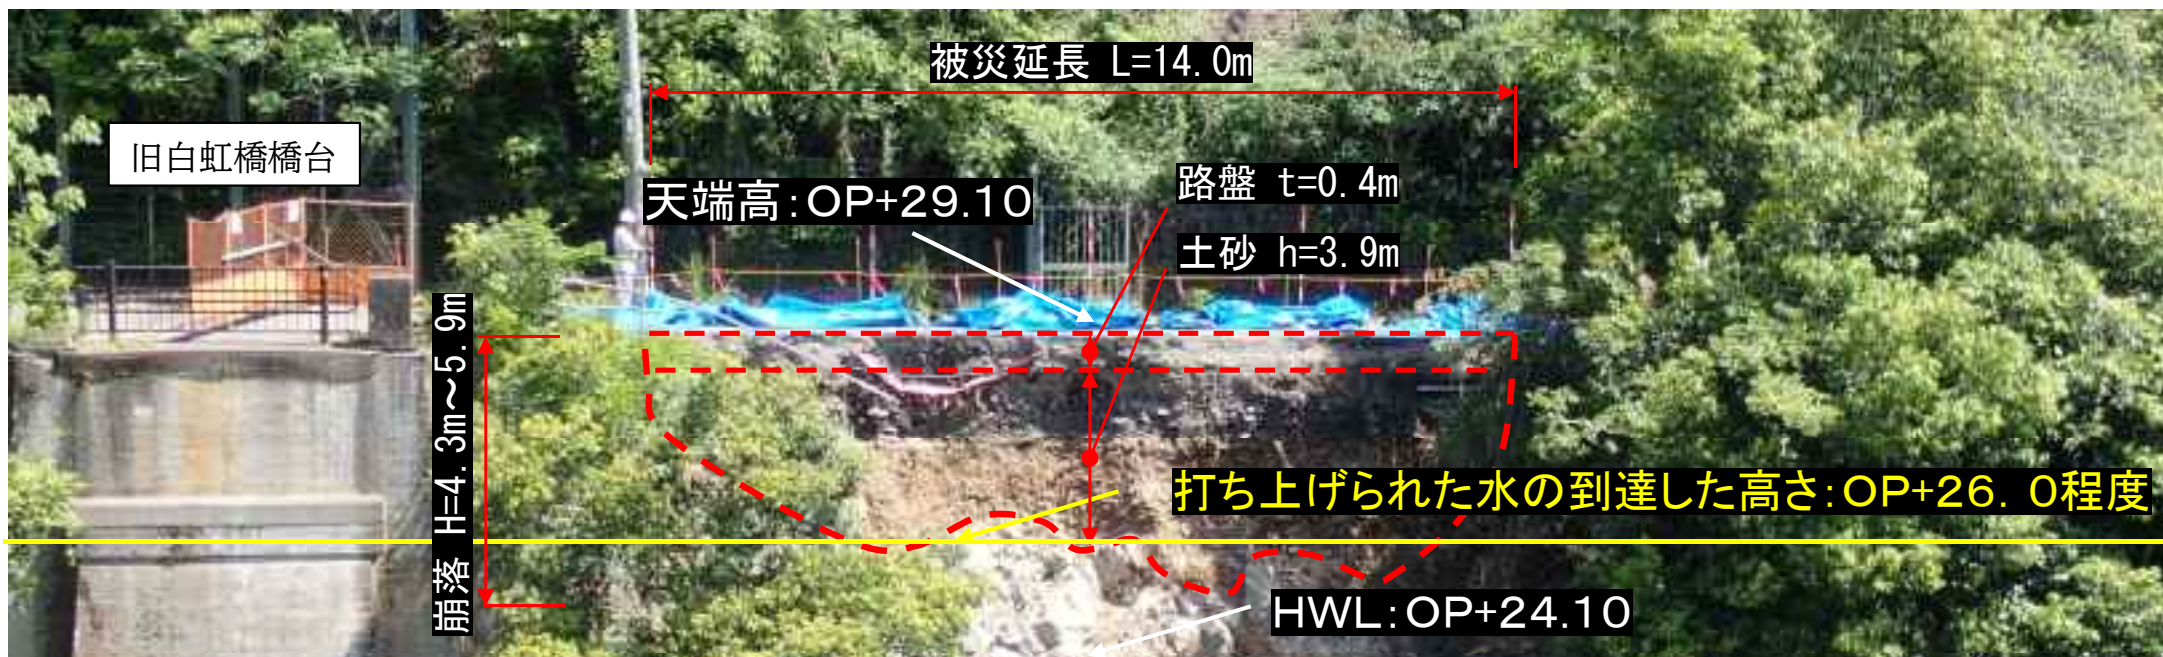 被災延長 L=14.0m
旧白虹橋橋台
天端高:OP+29.10
路盤 t=0.4m
土砂 h=3.9m
崩落 H=4.3m～5.9m
打ち上げられた水の到達した高さ:OP+26.0程度
HWL:OP+24.10